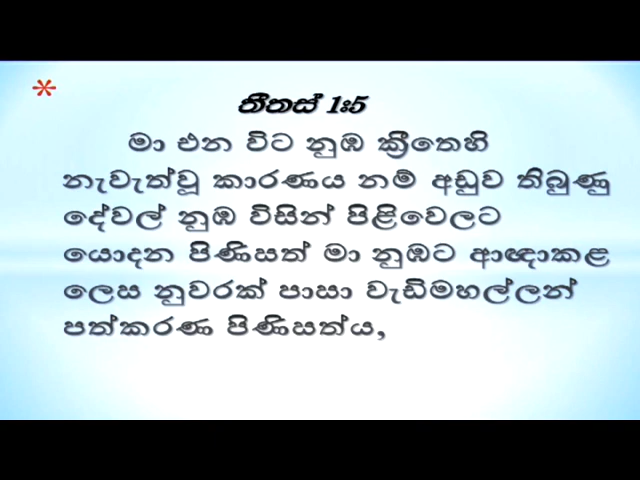 *
තීතස් 1:5
මා එන විට නුඹ ක්‍රීතෙහි
නැවැත්වූ කාරණය නම් අඩුව තිබුණු
දේවල් නුඹ විසින් පිළිවෙලට
යොදන පිණිසත් මා නුඹට ආඥාකළ
ලෙස නුවරක් පාසා වැඩිමහල්ලන්
පත්කරණ පිණිසත්ය,